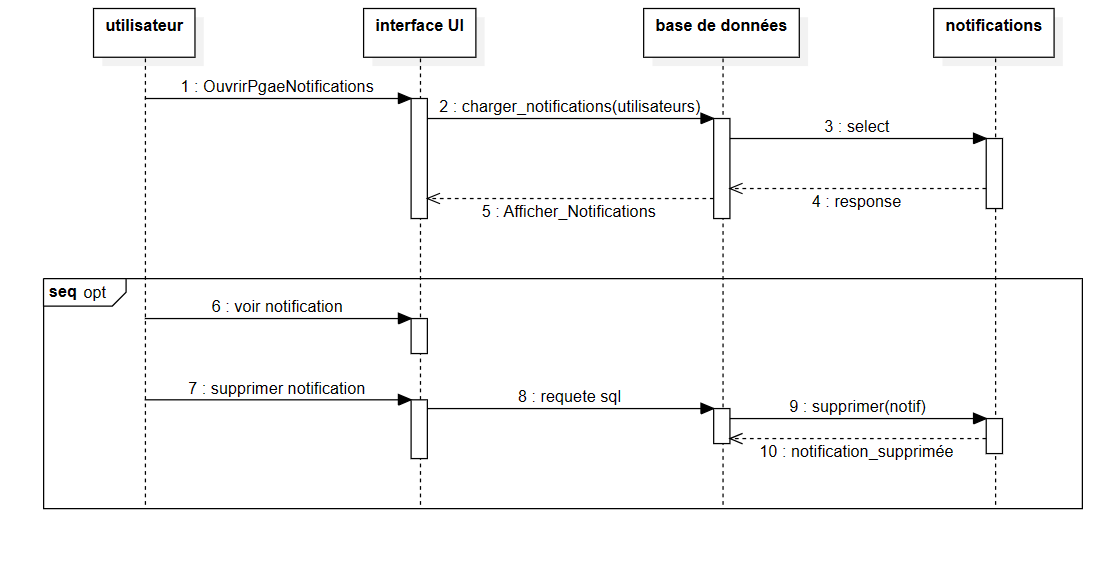 utilisateur
interface UI
base de données
notifications
1 : OuvrirPgaeNotifications
2 : charger_notifications(utilisateurs)
3 : select
4 : response
5 : Afficher_Notifications
seq opt
6 : voir notification
7 : supprimer notification
8 : requete sql
9 : supprimer(notif)
10 : notification_supprimée